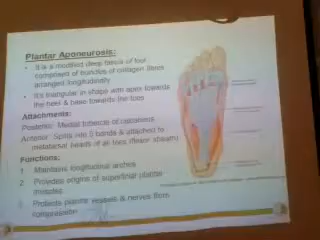 Plantar Aponeurosis:
• It is a modified deep fascia of foot
comprised of bundles of collagen fibres
arranged longitudinally
• It's triangular in shape with apex towards
the heel & base towards the toes
Attachments:
Posterior: Medial tubercle of calcaneus
Anterior: Splits into 5 bands & attached to
metatarsal heads of all toes (flexor sheath)
Functions:
1. Maintains longitudinal arches
2. Provides origins of superficial plantar
muscles
3. Protects plantar vessels & nerves from
compression